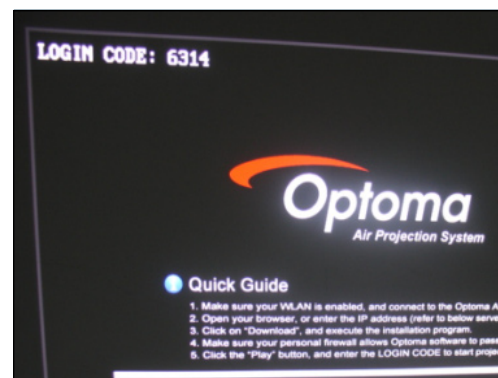 LOGIN CODE: 6314
Optoma
Air Projection System
Quick Guide
1. Make sure your WLAN is enabled, and connect to the Optoma
2. Open your browser, or enter the IP address (refer to below
3. Click on "Download", and execute the installation program.
4. Make sure your personal firewall allows Optoma software to
5. Click the "Play" button, and enter the LOGIN CODE to start